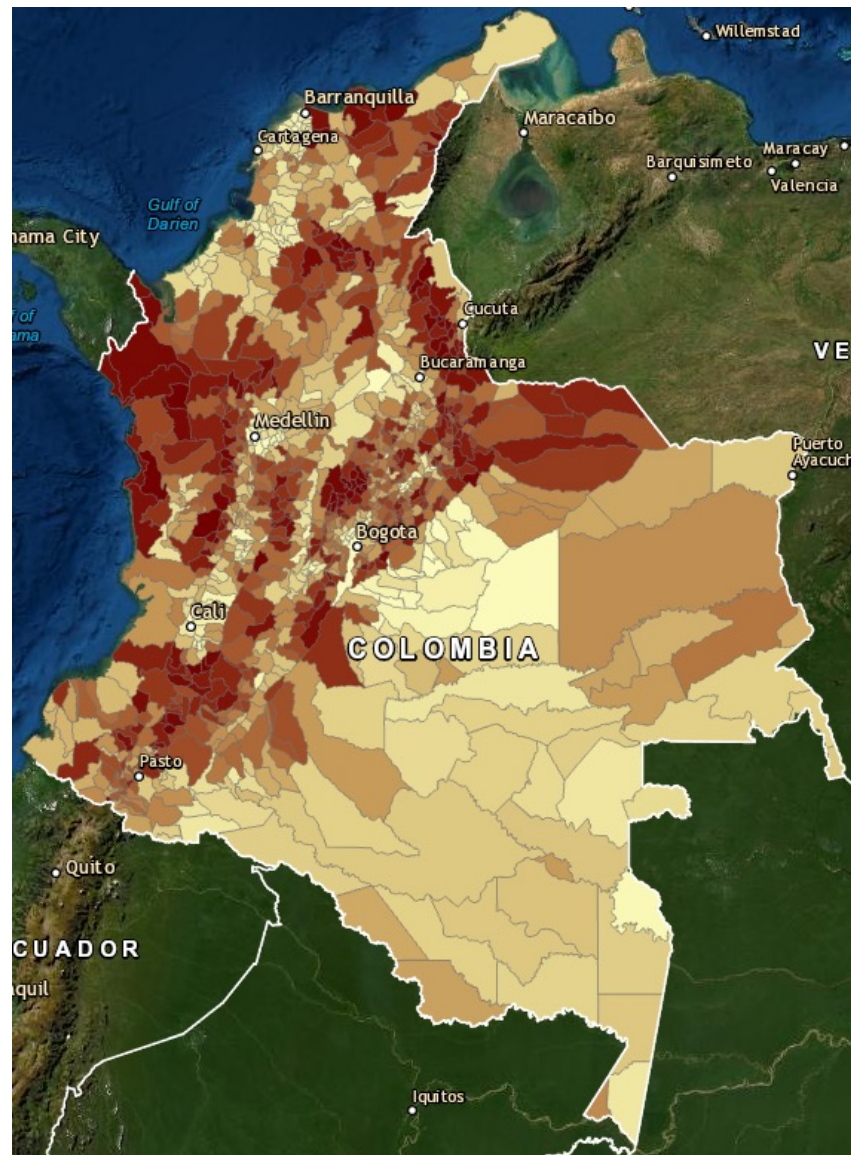 Willemstad
Barranquilla
Maracaibo
Cartagena
Maracay
Barquisimeto
Valencia
Gulf of
Darien
nama City
Cucuta
of
ama
VE
Bucaramanga
Medellin
Puerto
Ayacuch
Bogota
Cali
COLOMBIA
Pasto
Quito
CUADOR
aquil
Iquitos